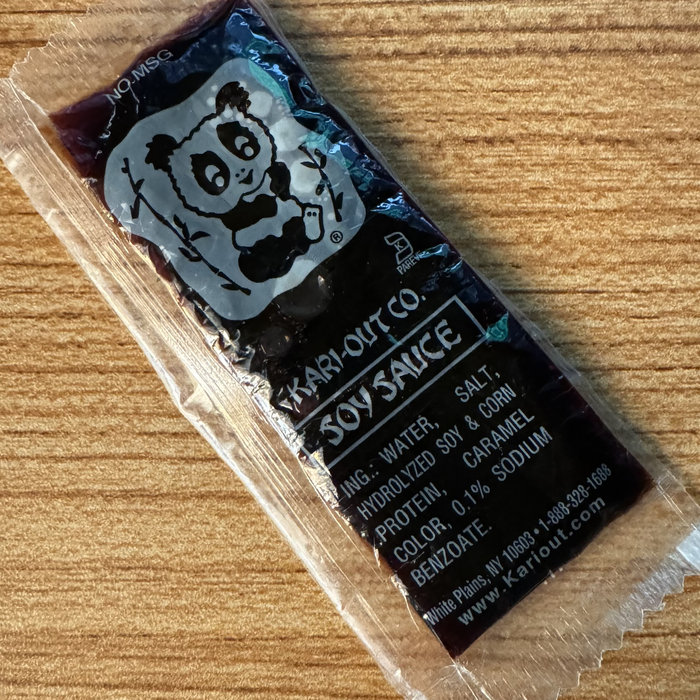 NO MSG
®
K
PAREVE
KARI-OUT CO.
SOY SAUCE
ING.: WATER, SALT,
HYDROLYZED SOY & CORN
PROTEIN, CARAMEL
COLOR, 0.1% SODIUM
BENZOATE.
White Plains, NY 10603 • 1-888-328-1688
www.Kariout.com